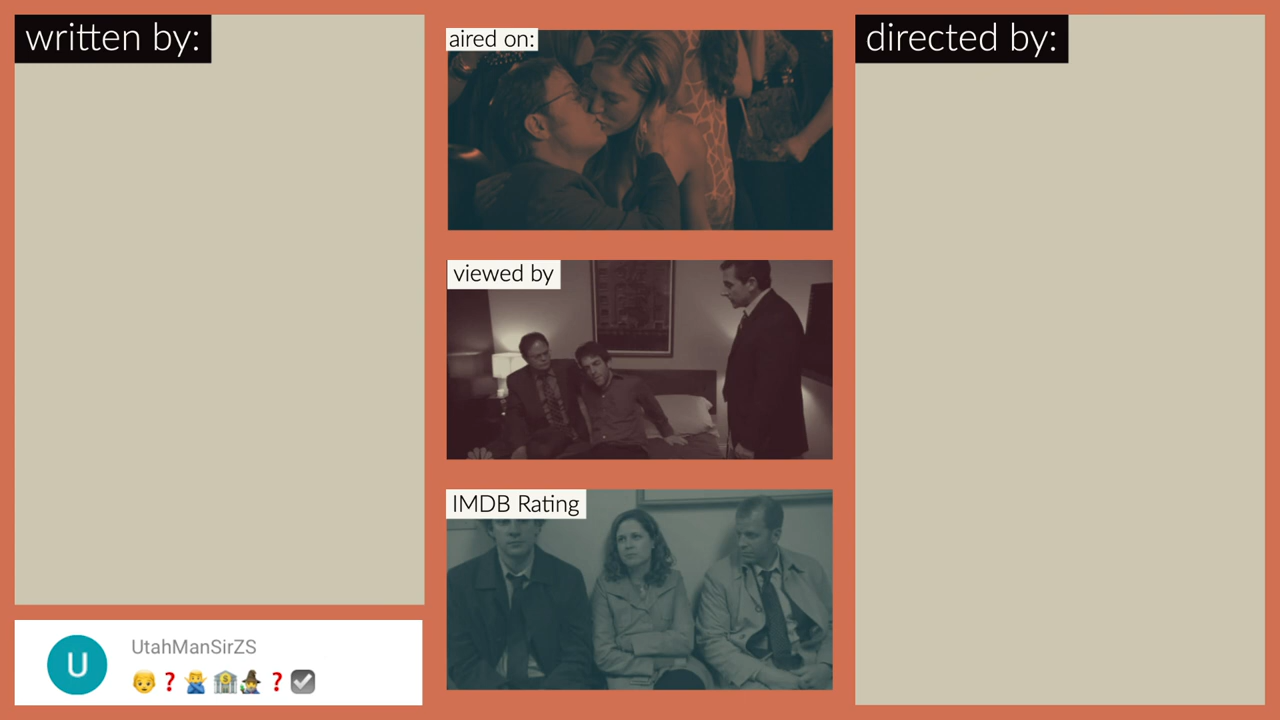 written by:
UtahManSirZS
👴❓🙅‍♂️🏦🧙‍♂️❓☑️
aired on:
viewed by
IMDB Rating
directed by: